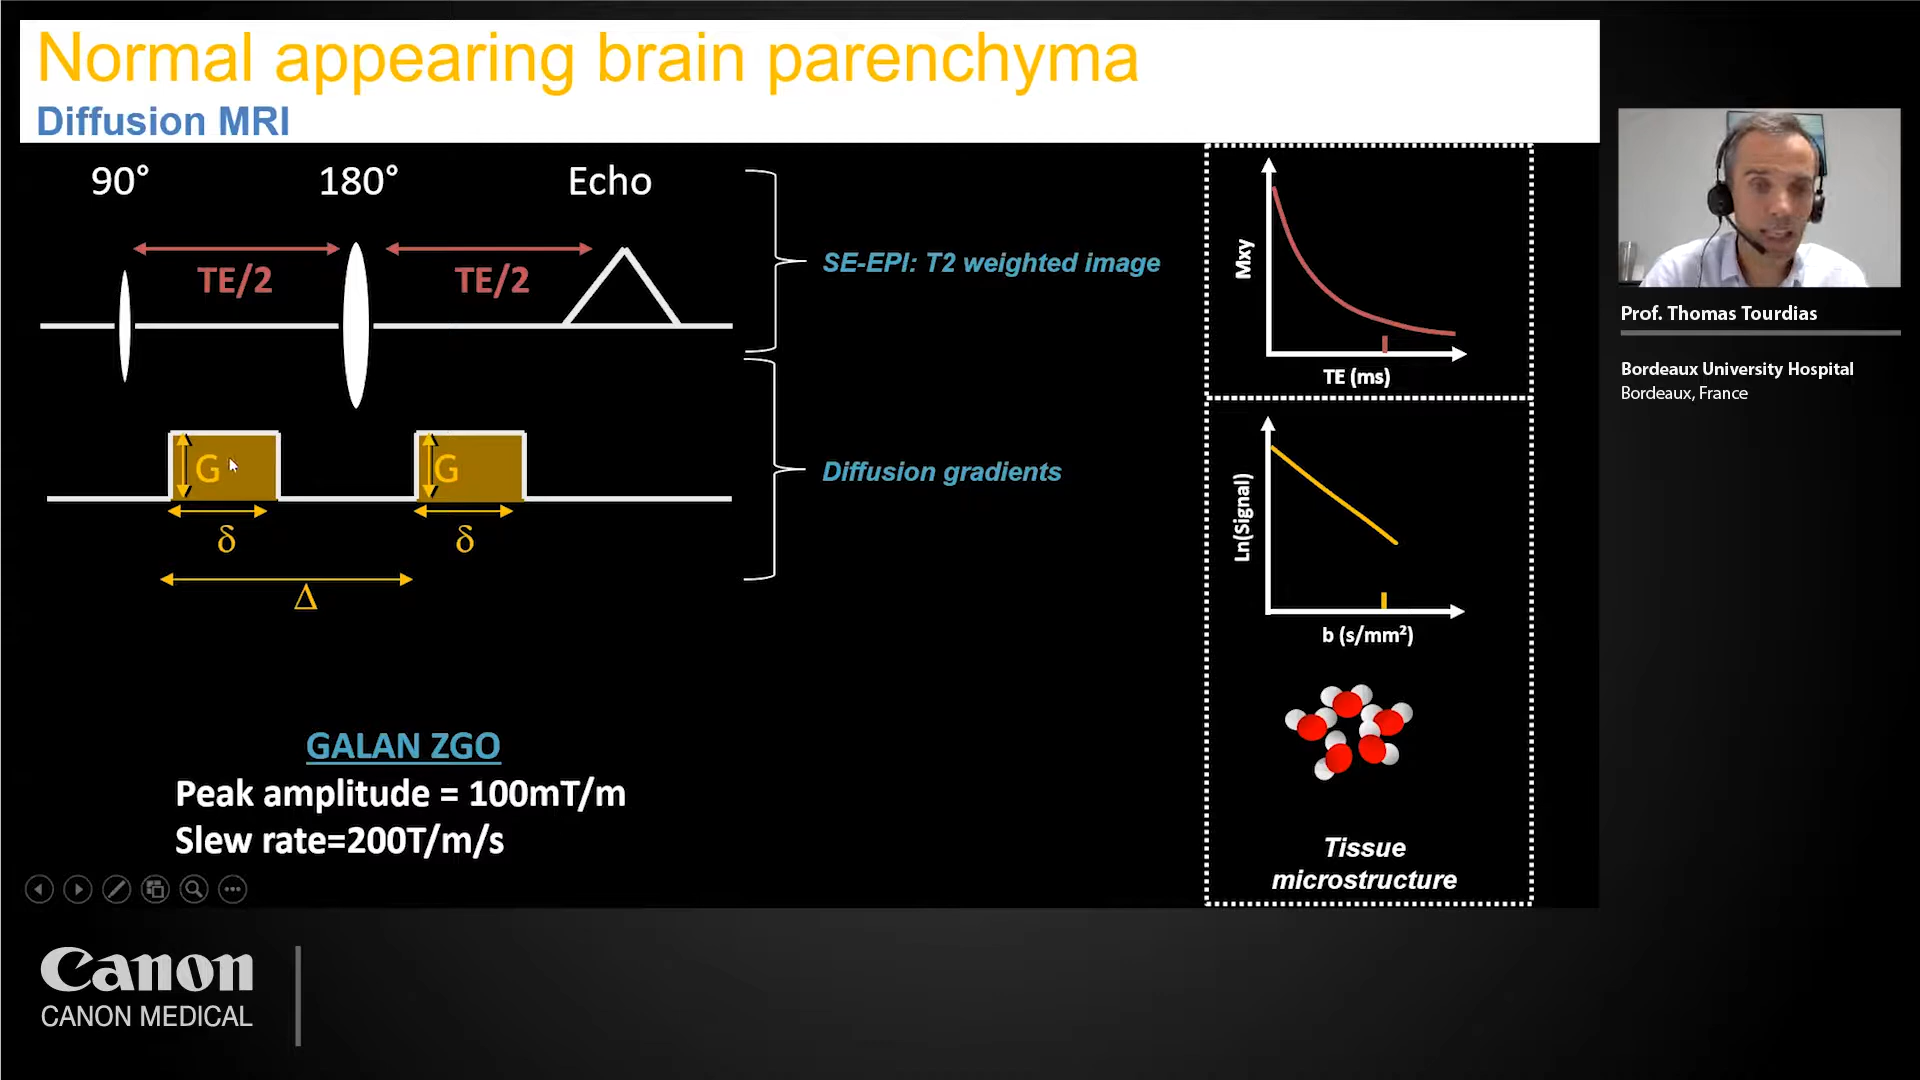 Normal appearing brain parenchyma
Diffusion MRI
90° 180° Echo
TE/2 TE/2
SE-EPI: T2 weighted image
G G
δ δ
Δ
Diffusion gradients
GALAN ZGO
Peak amplitude = 100mT/m
Slew rate=200T/m/s
Mxy
TE (ms)
Ln(Signal)
b (s/mm²)
Tissue
microstructure
Prof. Thomas Tourdias
Bordeaux University Hospital
Bordeaux, France
Canon
CANON MEDICAL